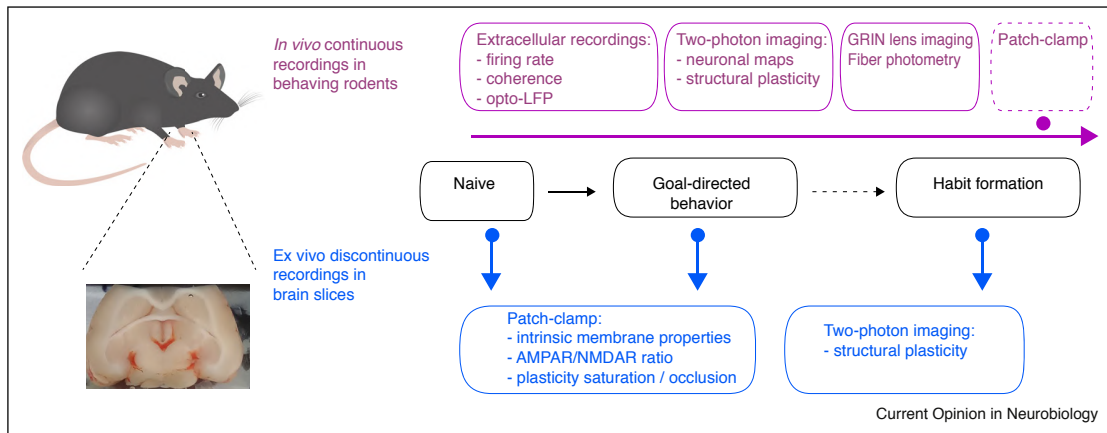 In vivo continuous
recordings in
behaving rodents
Extracellular recordings:
- firing rate
- coherence
- opto-LFP
Two-photon imaging:
- neuronal maps
- structural plasticity
GRIN lens imaging
Fiber photometry
Patch-clamp
Naive
Goal-directed
behavior
Habit formation
Ex vivo discontinuous
recordings in
brain slices
Patch-clamp:
- intrinsic membrane properties
- AMPAR/NMDAR ratio
- plasticity saturation / occlusion
Two-photon imaging:
- structural plasticity
Current Opinion in Neurobiology